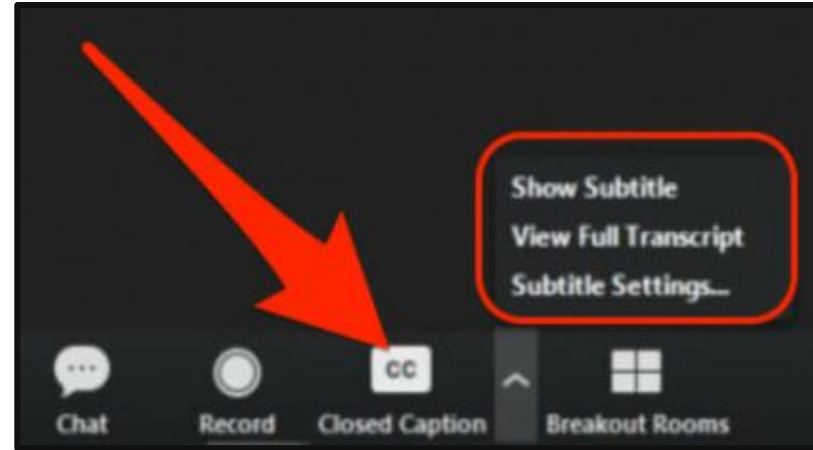 Show Subtitle
View Full Transcript
Subtitle Settings...
CC
Chat Record Closed Caption Breakout Rooms